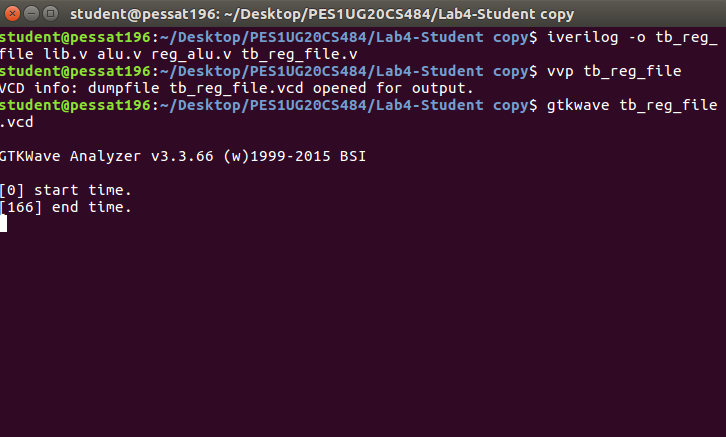 student@pessat196: ~/Desktop/PES1UG20CS484/Lab4-Student copy
student@pessat196:~/Desktop/PES1UG20CS484/Lab4-Student copy$ iverilog -o tb_reg_
file lib.v alu.v reg_alu.v tb_reg_file.v
student@pessat196:~/Desktop/PES1UG20CS484/Lab4-Student copy$ vvp tb_reg_file
VCD info: dumpfile tb_reg_file.vcd opened for output.
student@pessat196:~/Desktop/PES1UG20CS484/Lab4-Student copy$ gtkwave tb_reg_file
.vcd
GTKWave Analyzer v3.3.66 (w)1999-2015 BSI
[0] start time.
[166] end time.